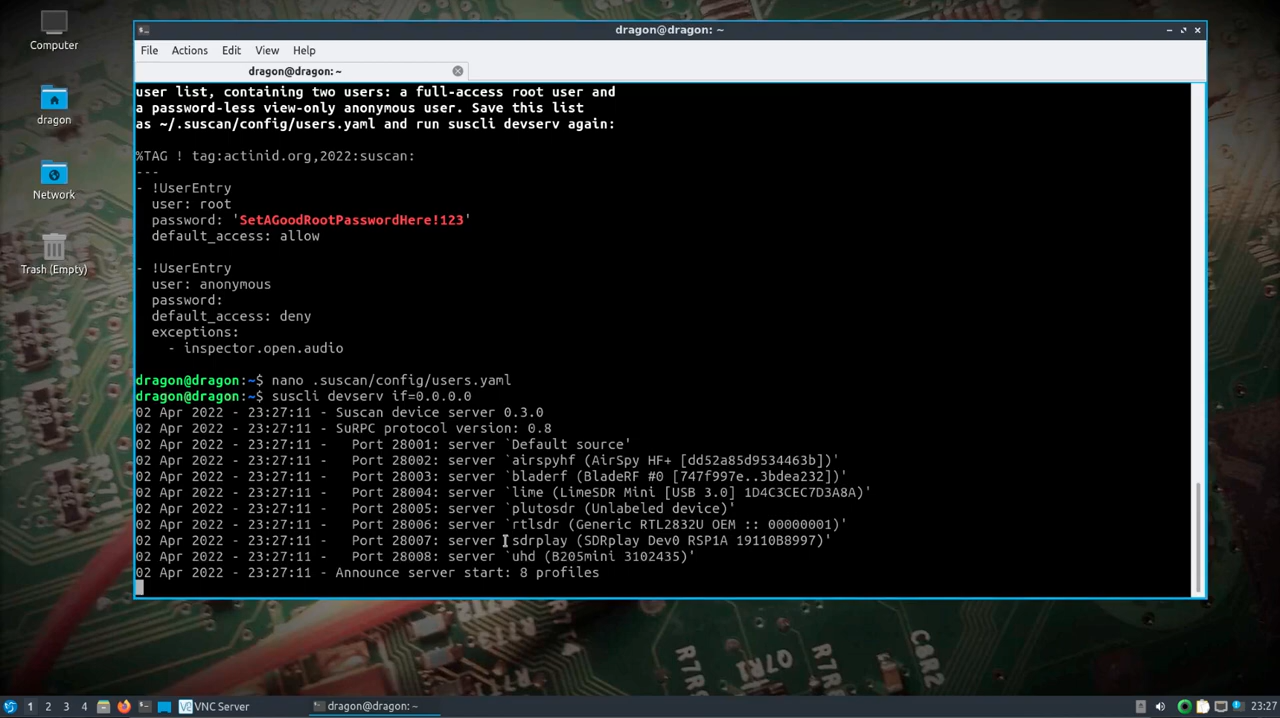 Computer
dragon
Network
Trash (Empty)
dragon@dragon: ~
File Actions Edit View Help
dragon@dragon: ~
user list, containing two users: a full-access root user and
a password-less view-only anonymous user. Save this list
as ~/.suscan/config/users.yaml and run suscli devserv again:
%TAG ! tag:actinid.org,2022:suscan:
---
- !UserEntry
user: root
password: 'SetAGoodRootPasswordHere!123'
default_access: allow
- !UserEntry
user: anonymous
password:
default_access: deny
exceptions:
- inspector.open.audio
dragon@dragon:~$ nano .suscan/config/users.yaml
dragon@dragon:~$ suscli devserv if=0.0.0.0
02 Apr 2022 - 23:27:11 - Suscan device server 0.3.0
02 Apr 2022 - 23:27:11 - SuRPC protocol version: 0.8
02 Apr 2022 - 23:27:11 - Port 28001: server `Default source'
02 Apr 2022 - 23:27:11 - Port 28002: server `airspyhf (AirSpy HF+ [dd52a85d9534463b])'
02 Apr 2022 - 23:27:11 - Port 28003: server `bladerf (BladeRF #0 [747f997e..3bdea232])'
02 Apr 2022 - 23:27:11 - Port 28004: server `lime (LimeSDR Mini [USB 3.0] 1D4C3CEC7D3A8A)'
02 Apr 2022 - 23:27:11 - Port 28005: server `plutosdr (Unlabeled device)'
02 Apr 2022 - 23:27:11 - Port 28006: server `rtlsdr (Generic RTL2832U OEM :: 00000001)'
02 Apr 2022 - 23:27:11 - Port 28007: server `sdrplay (SDRplay Dev0 RSP1A 19110B8997)'
02 Apr 2022 - 23:27:11 - Port 28008: server `uhd (B205mini 3102435)'
02 Apr 2022 - 23:27:11 - Announce server start: 8 profiles
1 2 3 4 VNC Server dragon@dragon: ~ 23:27